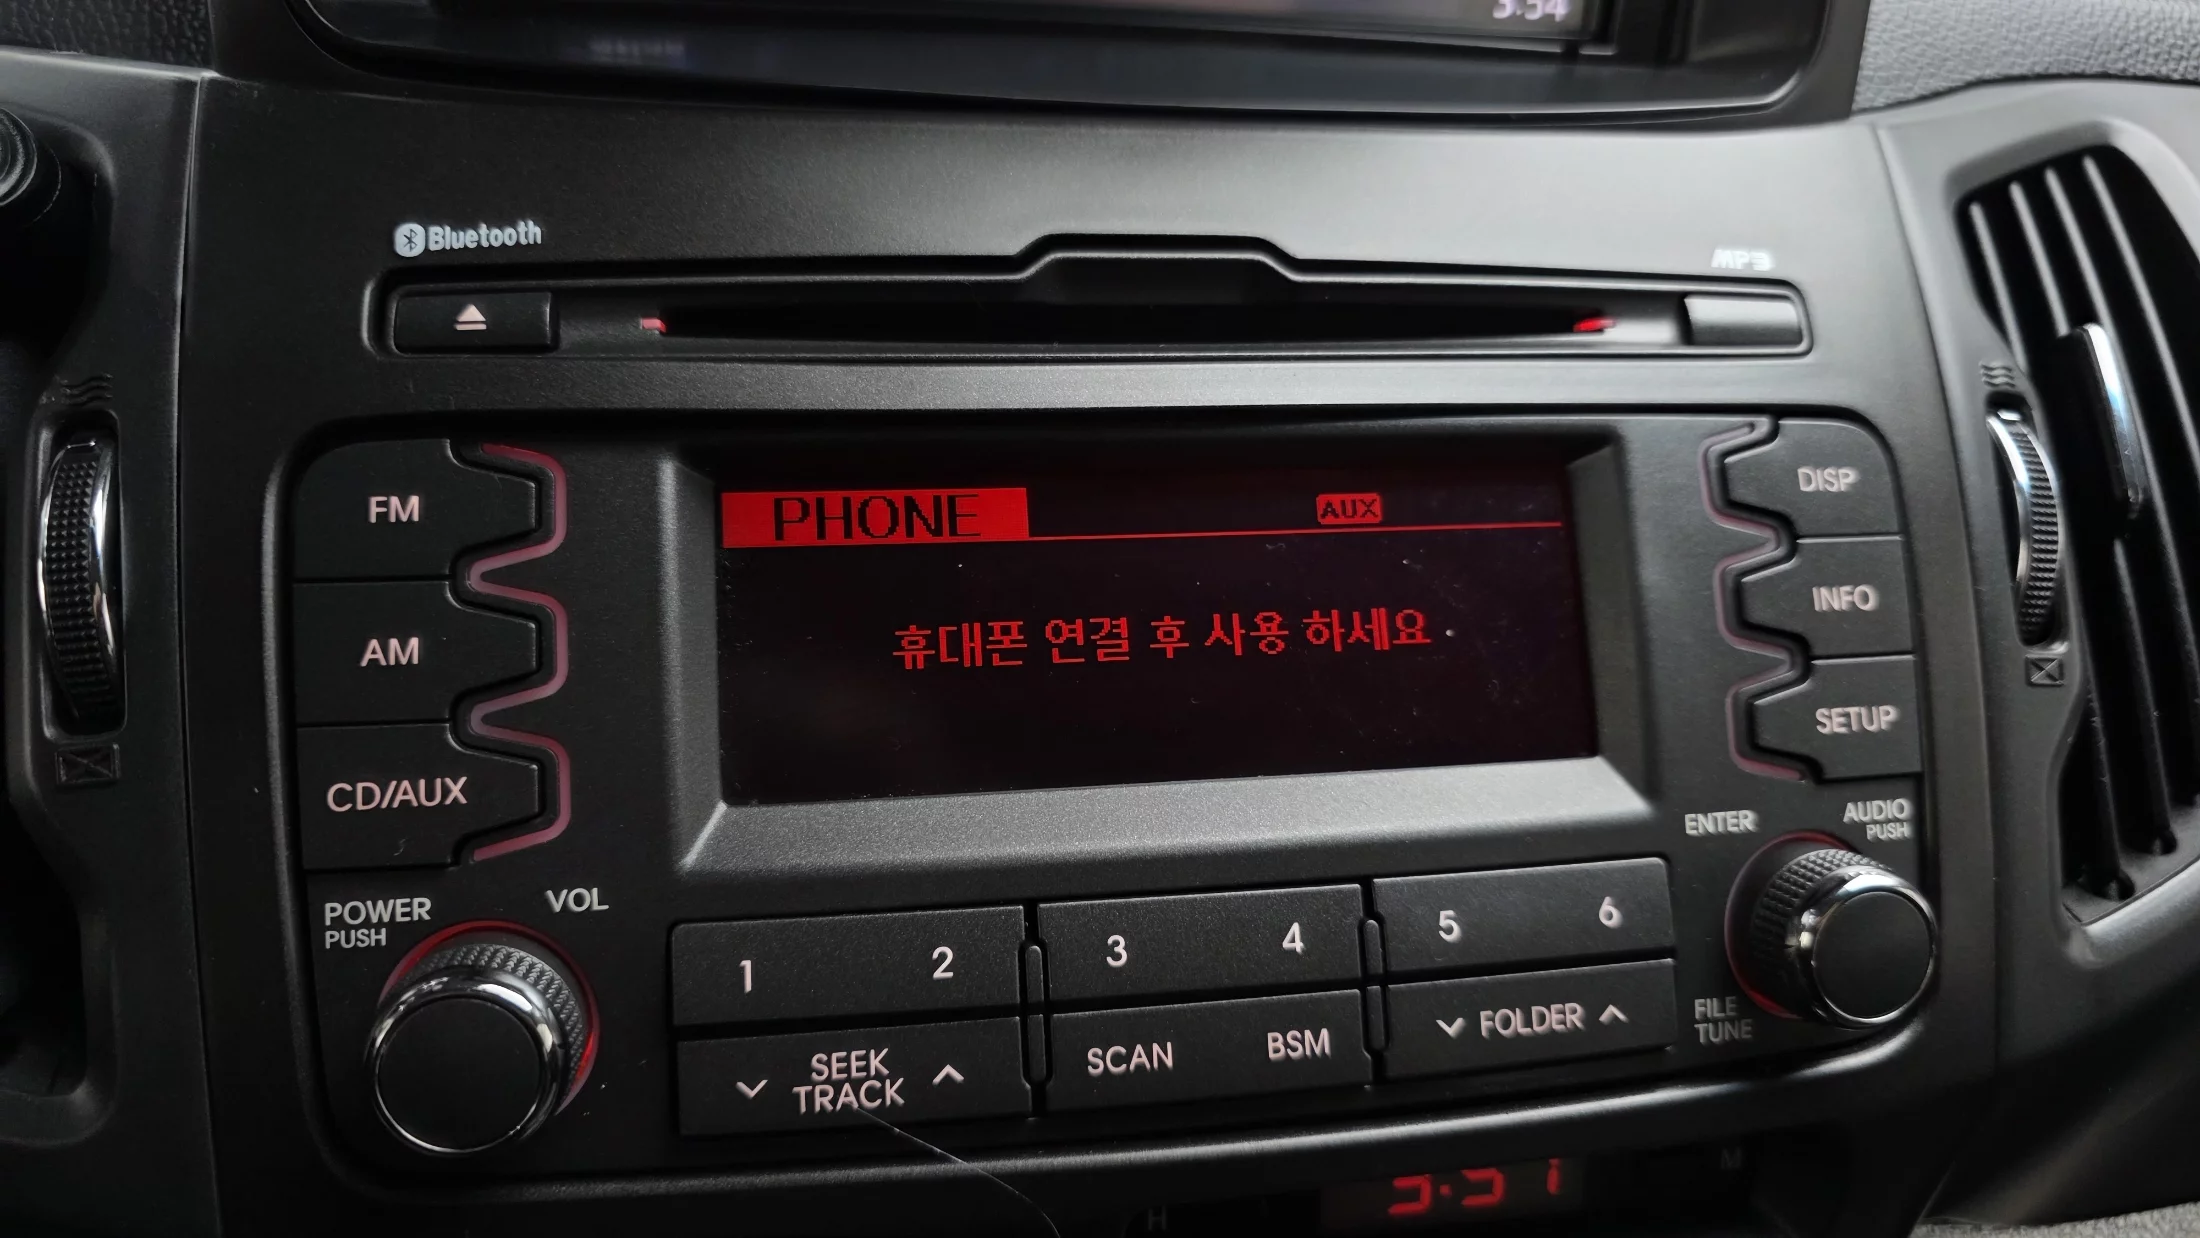 Bluetooth
MP3
FM
AM
CD/AUX
PHONE
AUX
휴대폰 연결 후 사용 하세요
DISP
INFO
SETUP
POWER
PUSH
VOL
ENTER
AUDIO
PUSH
1 2 3 4 5 6
SEEK
TRACK
SCAN BSM
FOLDER
FILE
TUNE
H
M